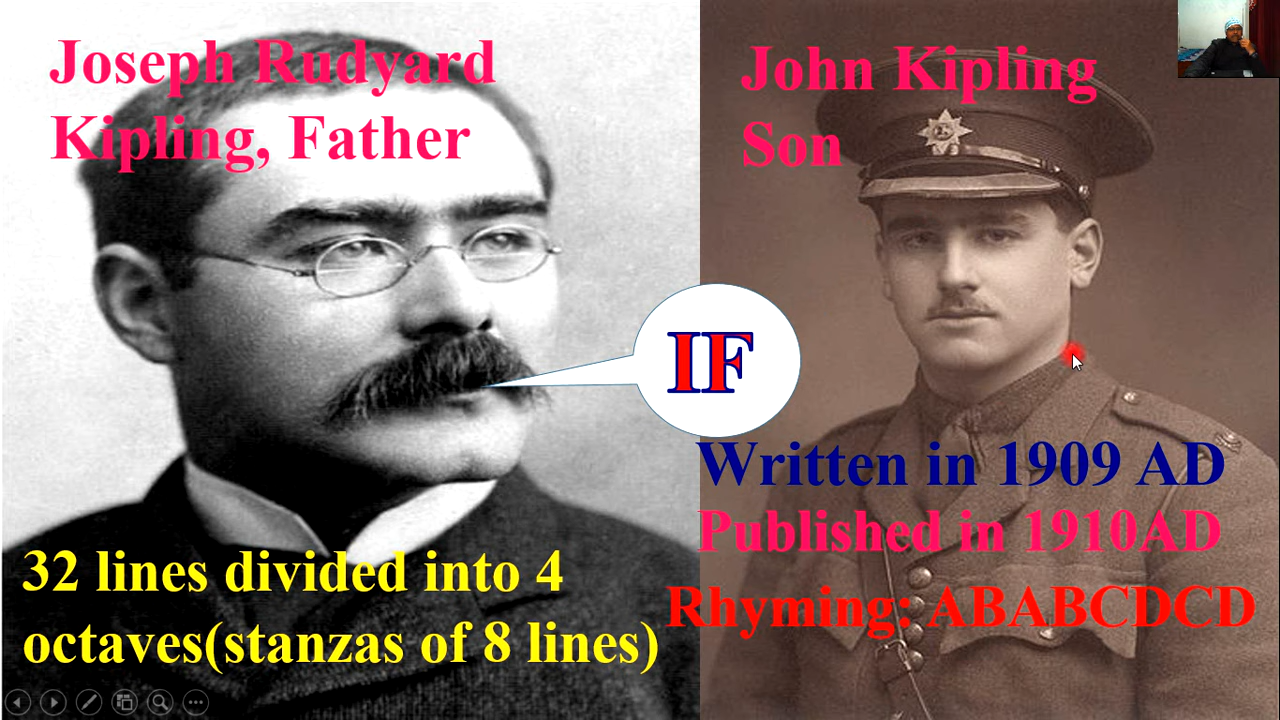 Joseph Rudyard
Kipling, Father
John Kipling
Son
IF
Written in 1909 AD
Published in 1910AD
Rhyming: ABABCDCD
32 lines divided into 4
octaves(stanzas of 8 lines)